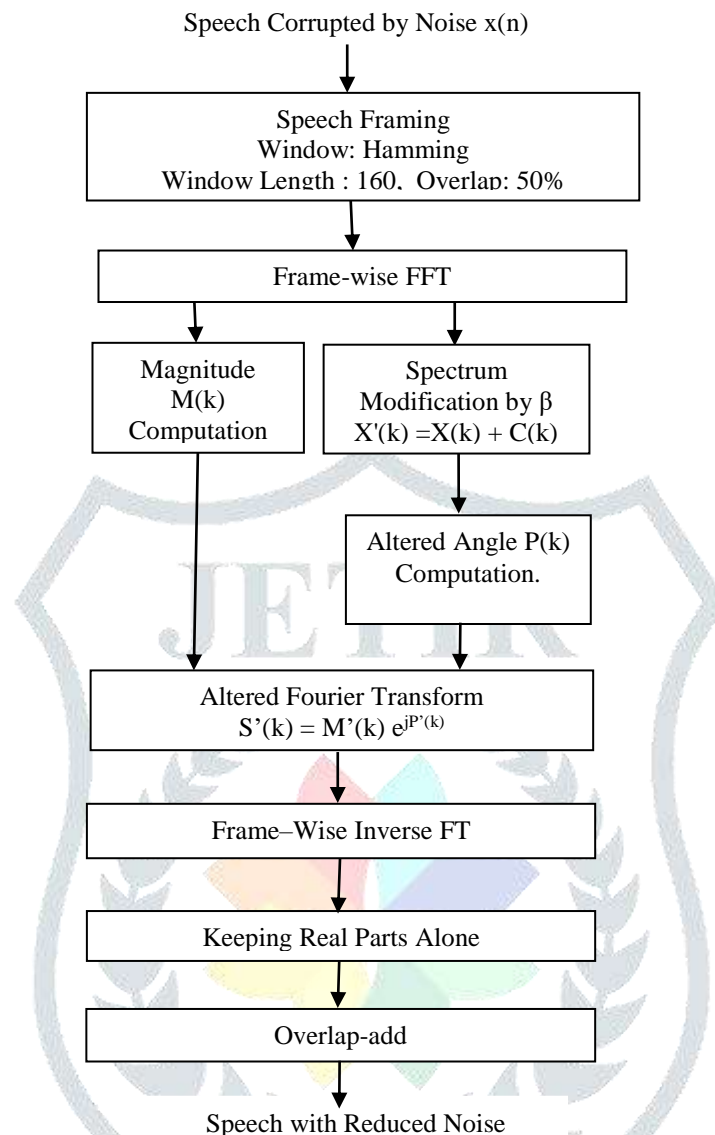 Speech Corrupted by Noise x(n)
Speech Framing
Window: Hamming
Window Length : 160, Overlap: 50%
Frame-wise FFT
Magnitude
M(k)
Computation
Spectrum
Modification by β
X'(k) =X(k) + C(k)
Altered Angle P(k)
Computation.
JETIR
Altered Fourier Transform
S’(k) = M’(k) e^jP’(k)
Frame–Wise Inverse FT
Keeping Real Parts Alone
Overlap-add
Speech with Reduced Noise